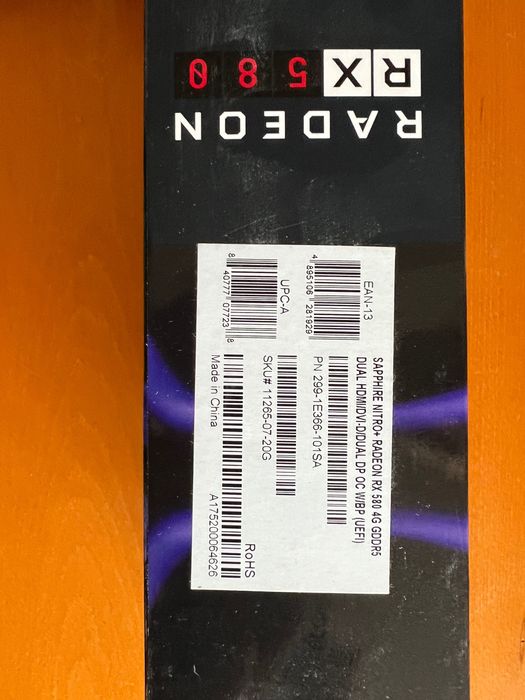 RADEON
RX 580
SAPPHIRE NITRO+ RADEON RX 580 4G GDDR5
DUAL HDMI/DVI-D/DUAL DP OC W/BP (UEFI)
EAN-13
4 895106 281929
PN 299-1E366-101SA
UPC-A
8 40777 07723 8
SKU# 11265-07-20G
RoHS
Made in China
A175200064626